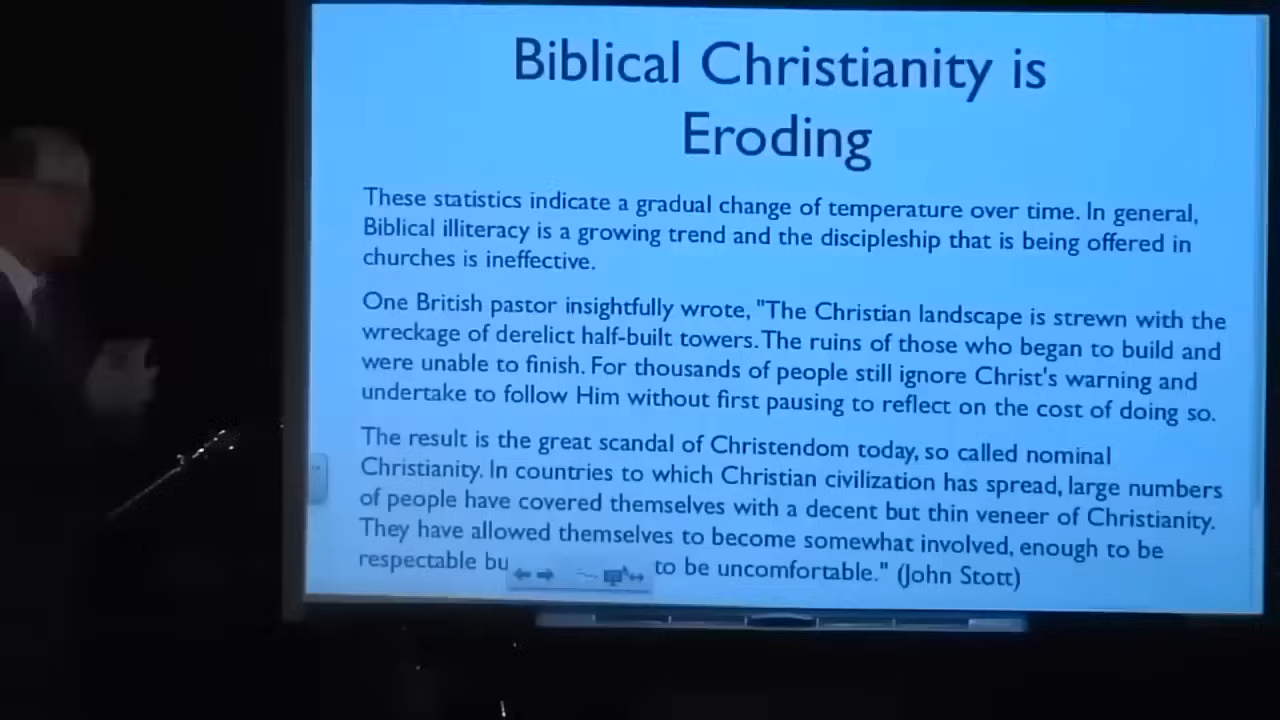 Biblical Christianity is
Eroding
These statistics indicate a gradual change of temperature over time. In general,
Biblical illiteracy is a growing trend and the discipleship that is being offered in
churches is ineffective.
One British pastor insightfully wrote, "The Christian landscape is strewn with the
wreckage of derelict half-built towers. The ruins of those who began to build and
were unable to finish. For thousands of people still ignore Christ's warning and
undertake to follow Him without first pausing to reflect on the cost of doing so.
The result is the great scandal of Christendom today, so called nominal
Christianity. In countries to which Christian civilization has spread, large numbers
of people have covered themselves with a decent but thin veneer of Christianity.
They have allowed themselves to become somewhat involved, enough to be
respectable bu to be uncomfortable." (John Stott)